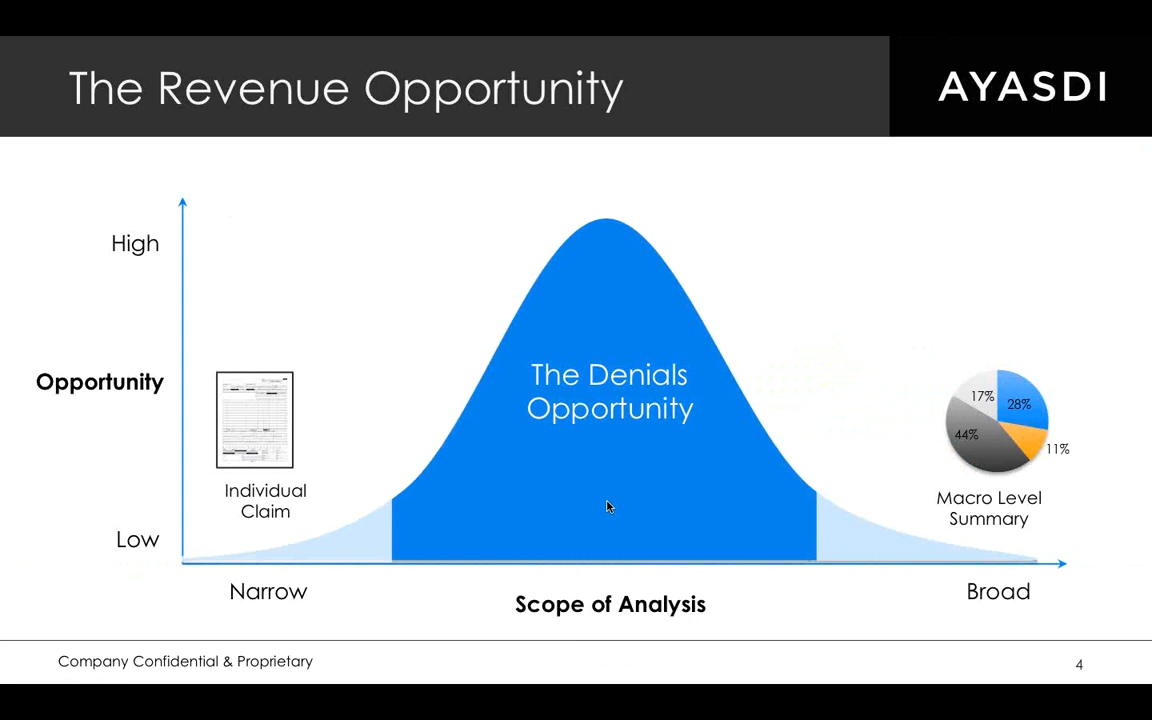 The Revenue Opportunity
AYASDI
High
Opportunity
Low
Individual
Claim
The Denials
Opportunity
17%
28%
44%
11%
Macro Level
Summary
Narrow
Scope of Analysis
Broad
Company Confidential & Proprietary
4